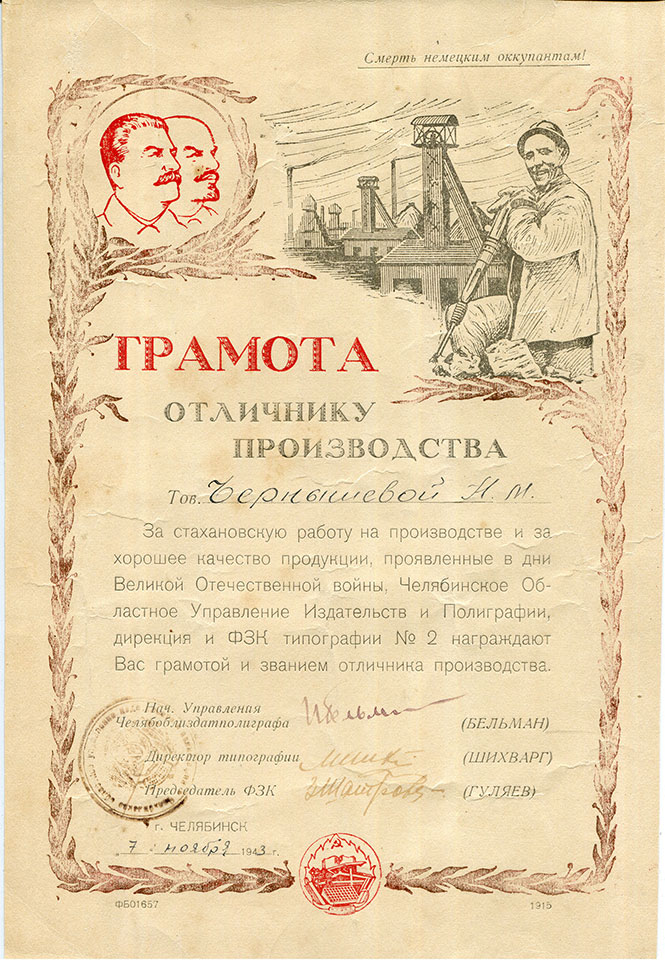 Смерть немецким оккупантам!
ГРАМОТА
ОТЛИЧНИКУ
ПРОИЗВОДСТВА
Тов. Чернышевой Н. М.
За стахановскую работу на производстве и за
хорошее качество продукции, проявленные в дни
Великой Отечественной войны, Челябинское Об-
ластное Управление Издательств и Полиграфии,
дирекция и ФЗК типографии № 2 награждают
Вас грамотой и званием отличника производства.
Нач. Управления
Челябоблиздатполиграфа (БЕЛЬМАН)
Директор типографии (ШИХВАРГ)
Председатель ФЗК (ГУЛЯЕВ)
г. ЧЕЛЯБИНСК
7 ноября 1943 г.
ФБ01657 1915